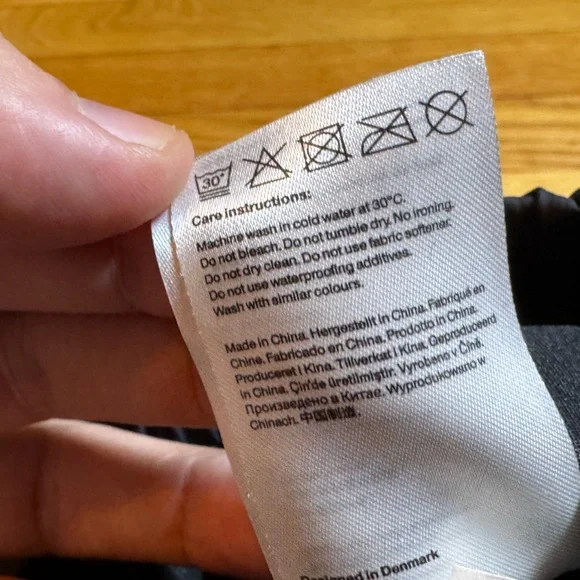 30°
Care instructions:
Machine wash in cold water at 30°C.
Do not bleach. Do not tumble dry. No ironing.
Do not dry clean. Do not use fabric softener.
Do not use waterproofing additives.
Wash with similar colours.
Made in China. Hergestellt in China. Fabriqué en
Chine. Fabricado en China. Prodotto in China.
Produceret i Kina. Tillverkat i Kina. Geproduceerd
in China. Çin'de üretilmiştir. Vyrobeno v Číně.
Произведено в Китае. Wyprodukowano w
Chinach. 中国制造.
Designed in Denmark